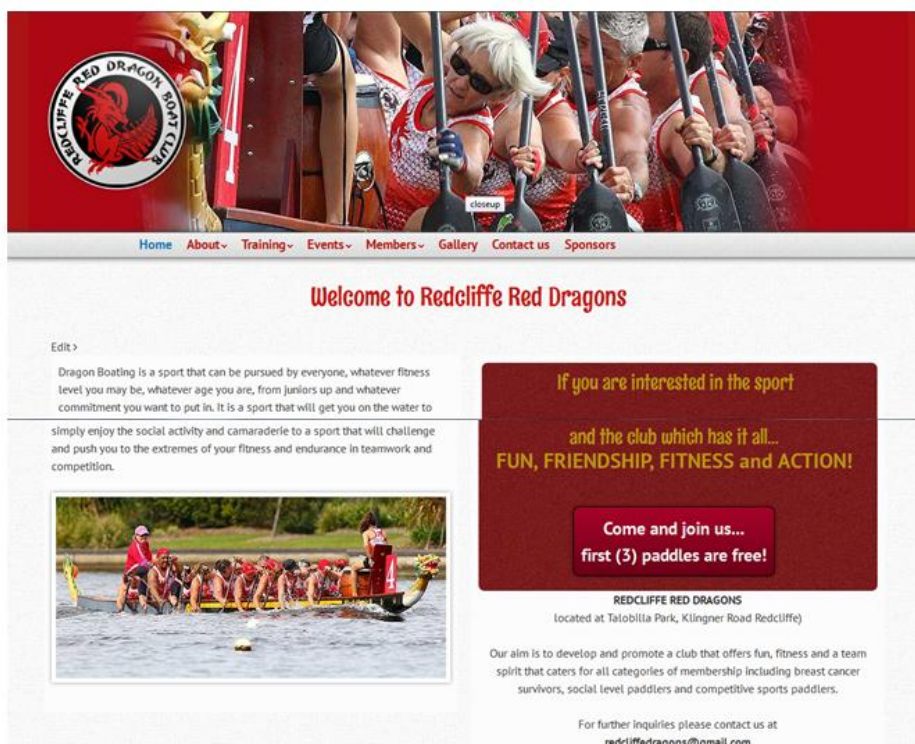 REDCLIFFE RED DRAGON BOAT CLUB
4
closeup
Home About Training Events Members Gallery Contact us Sponsors
Welcome to Redcliffe Red Dragons
Edit >
Dragon Boating is a sport that can be pursued by everyone, whatever fitness
level you may be, whatever age you are, from juniors up and whatever
commitment you want to put in. It is a sport that will get you on the water to
simply enjoy the social activity and camaraderie to a sport that will challenge
and push you to the extremes of your fitness and endurance in teamwork and
competition.
4
If you are interested in the sport
and the club which has it all...
FUN, FRIENDSHIP, FITNESS and ACTION!
Come and join us...
first (3) paddles are free!
REDCLIFFE RED DRAGONS
located at Talobilla Park, Klingner Road Redcliffe)
Our aim is to develop and promote a club that offers fun, fitness and a team
spirit that caters for all categories of membership including breast cancer
survivors, social level paddlers and competitive sports paddlers.
For further inquiries please contact us at
redcliffedragons@gmail.com